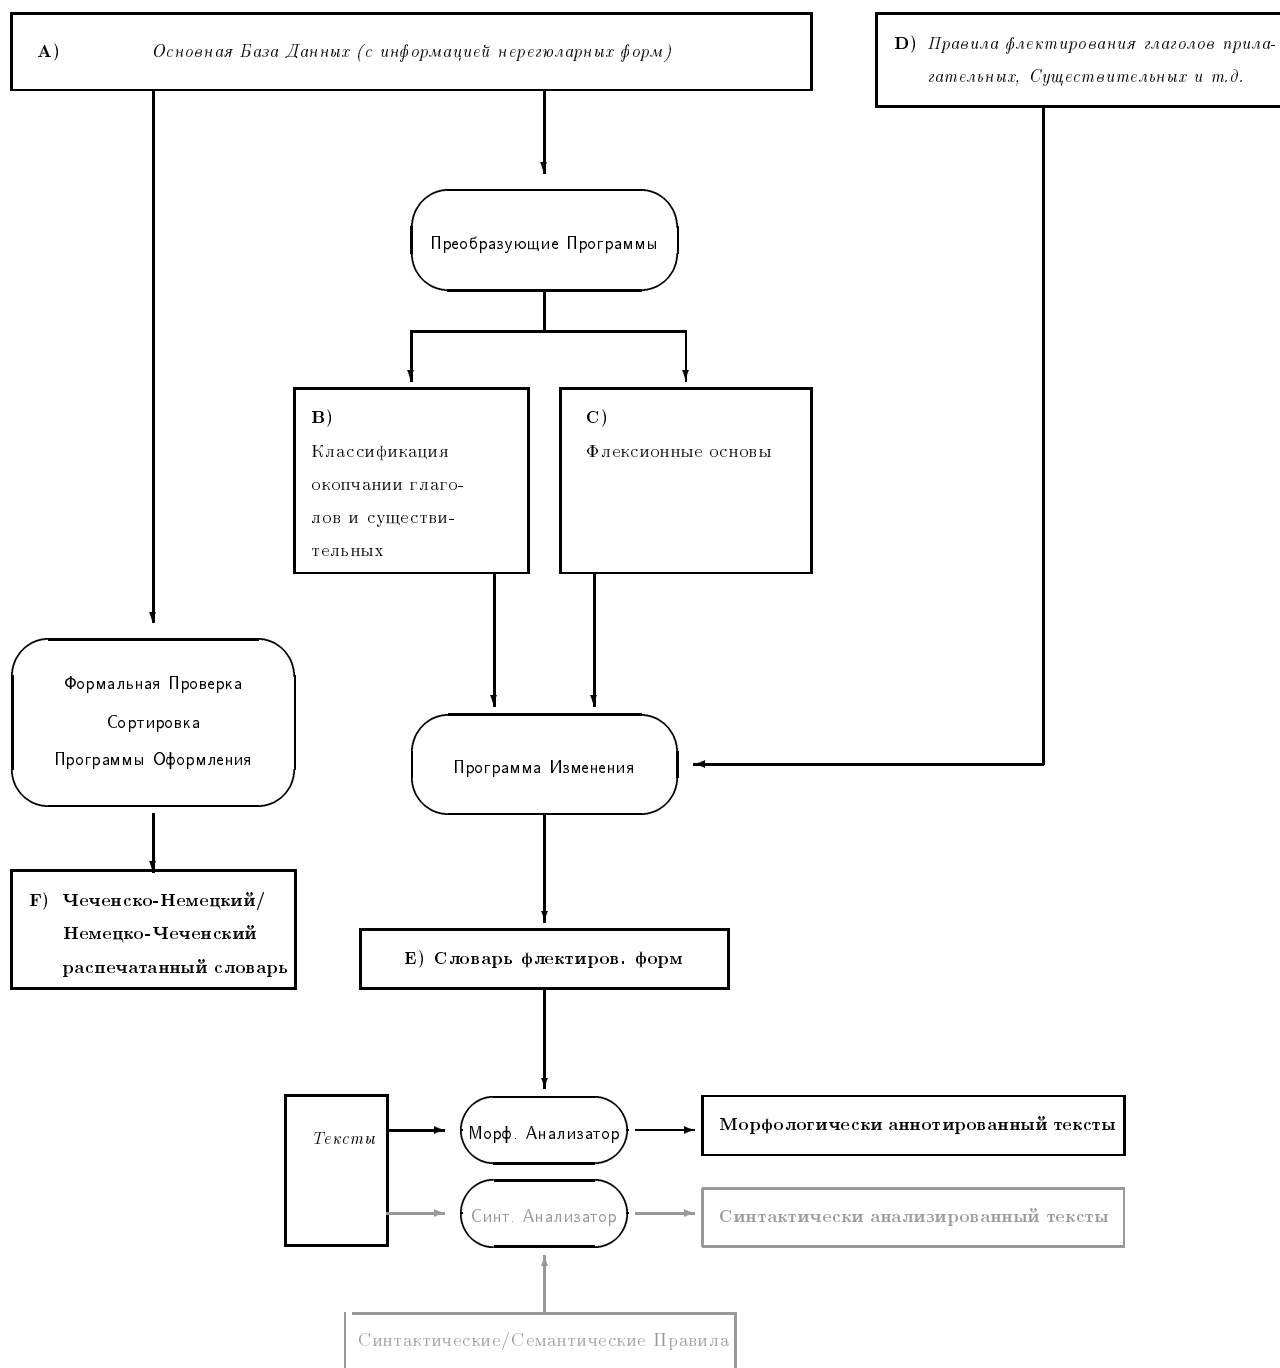 A) Основная База Данных (с информацией нерегюларных форм)
D) Правила флектирования глаголов прила-
гательных, Существительных и т.д.
Преобразующие Программы
B)
Классификация
окопчании глаго-
лов и существи-
тельных
C)
Флексионные основы
Формальная Проверка
Сортировка
Программы Оформления
Программа Изменения
F) Чеченско-Немецкий/
Немецко-Чеченский
распечатанный словарь
E) Словарь флектиров. форм
Тексты
Морф. Анализатор
Морфологически аннотированный тексты
Синт. Анализатор
Синтактически анализированный тексты
Синтактические/Семантические Правила